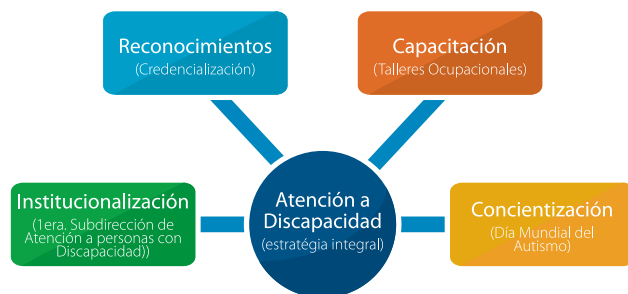 Reconocimientos
(Credencialización)
Capacitación
(Talleres Ocupacionales)
Institucionalización
(1era. Subdirección de
Atención a personas con
Discapacidad))
Atención a
Discapacidad
(estratégia integral)
Concientización
(Día Mundial del
Autismo)